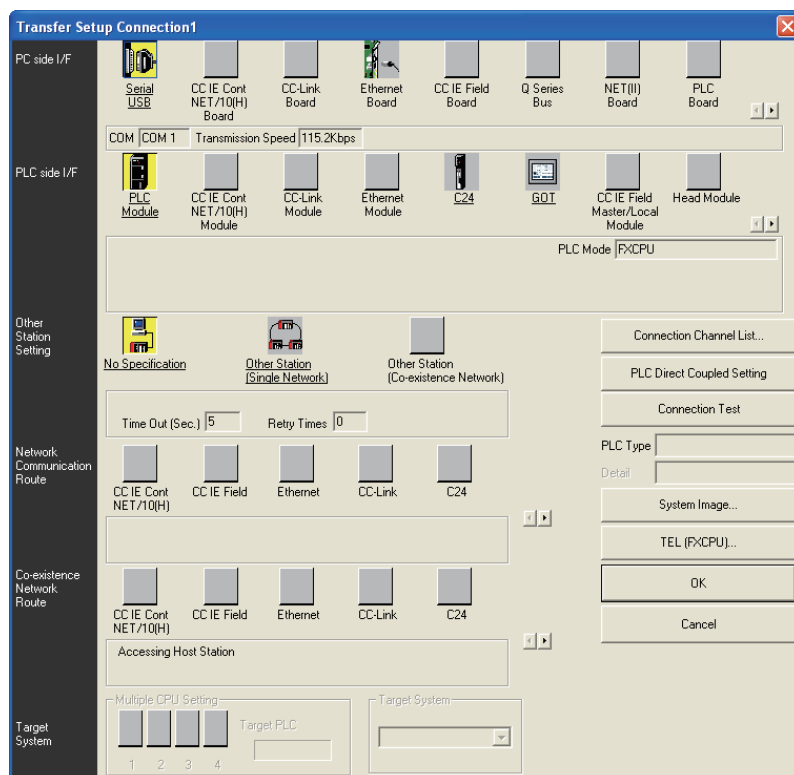 Transfer Setup Connection1
PC side I/F
Serial
USB
CC IE Cont
NET/10(H)
Board
CC-Link
Board
Ethernet
Board
CC IE Field
Board
Q Series
Bus
NET(II)
Board
PLC
Board
COM COM 1 Transmission Speed 115.2Kbps
PLC side I/F
PLC
Module
CC IE Cont
NET/10(H)
Module
CC-Link
Module
Ethernet
Module
C24
GOT
CC IE Field
Master/Local
Module
Head Module
PLC Mode FXCPU
Other
Station
Setting
No Specification
Other Station
(Single Network)
Other Station
(Co-existence Network)
Time Out (Sec.) 5 Retry Times 0
Connection Channel List...
PLC Direct Coupled Setting
Connection Test
PLC Type
Detail
System Image...
TEL (FXCPU)...
OK
Cancel
Network
Communication
Route
CC IE Cont
NET/10(H)
CC IE Field
Ethernet
CC-Link
C24
Co-existence
Network
Route
CC IE Cont
NET/10(H)
CC IE Field
Ethernet
CC-Link
C24
Accessing Host Station
Target
System
Multiple CPU Setting
1 2 3 4
Target PLC
Target System